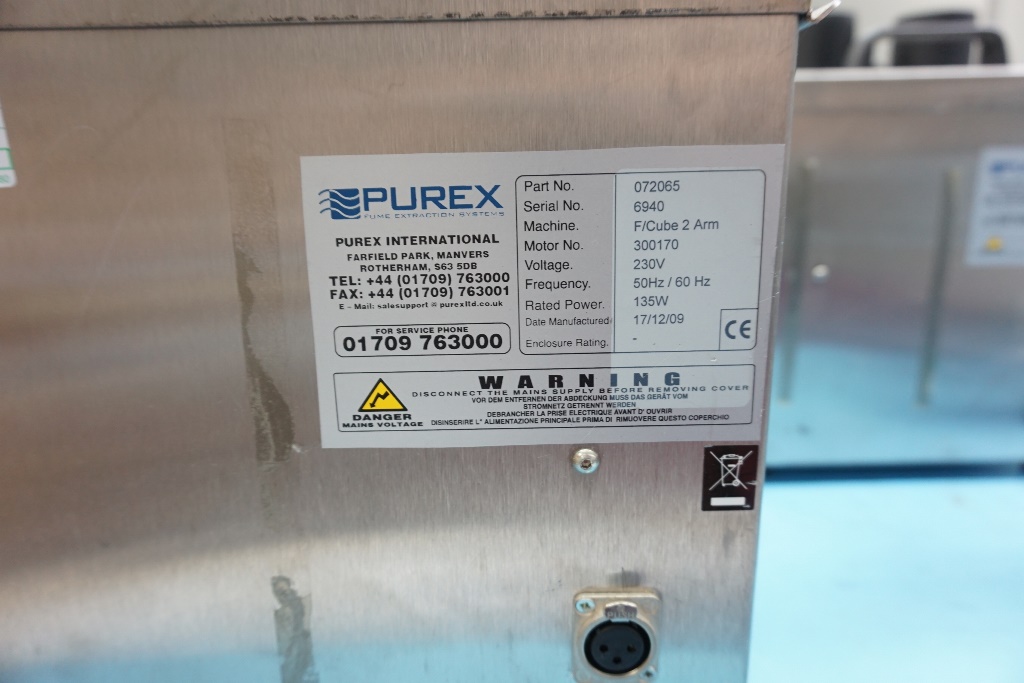 PUREX
FUME EXTRACTION SYSTEMS
PUREX INTERNATIONAL
FARFIELD PARK, MANVERS
ROTHERHAM, S63 5DB
TEL: +44 (01709) 763000
FAX: +44 (01709) 763001
E - Mail: salesupport @ purexltd.co.uk
FOR SERVICE PHONE
01709 763000
Part No. 072065
Serial No. 6940
Machine. F/Cube 2 Arm
Motor No. 300170
Voltage. 230V
Frequency. 50Hz / 60 Hz
Rated Power. 135W
Date Manufactured 17/12/09
Enclosure Rating. -
CE
WARNING
DISCONNECT THE MAINS SUPPLY BEFORE REMOVING COVER
VOR DEM ENTFERNEN DER ABDECKUNG MUSS DAS GERÄT VOM
STROMNETZ GETRENNT WERDEN
DEBRANCHER LA PRISE ELECTRIQUE AVANT D' OUVRIR
DISINSERIRE L' ALIMENTAZIONE PRINCIPALE PRIMA DI RIMUOVERE QUESTO COPERCHIO
DANGER
MAINS VOLTAGE